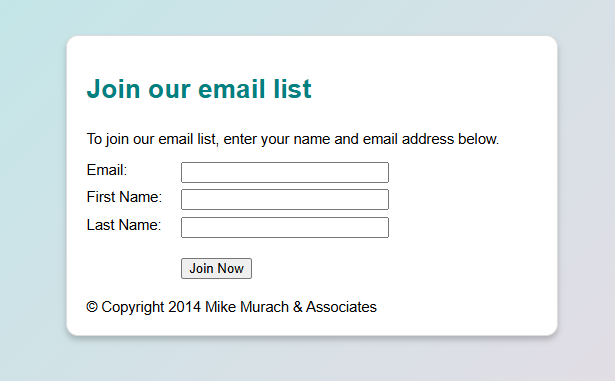 Join our email list
To join our email list, enter your name and email address below.
Email:
First Name:
Last Name:
Join Now
© Copyright 2014 Mike Murach & Associates